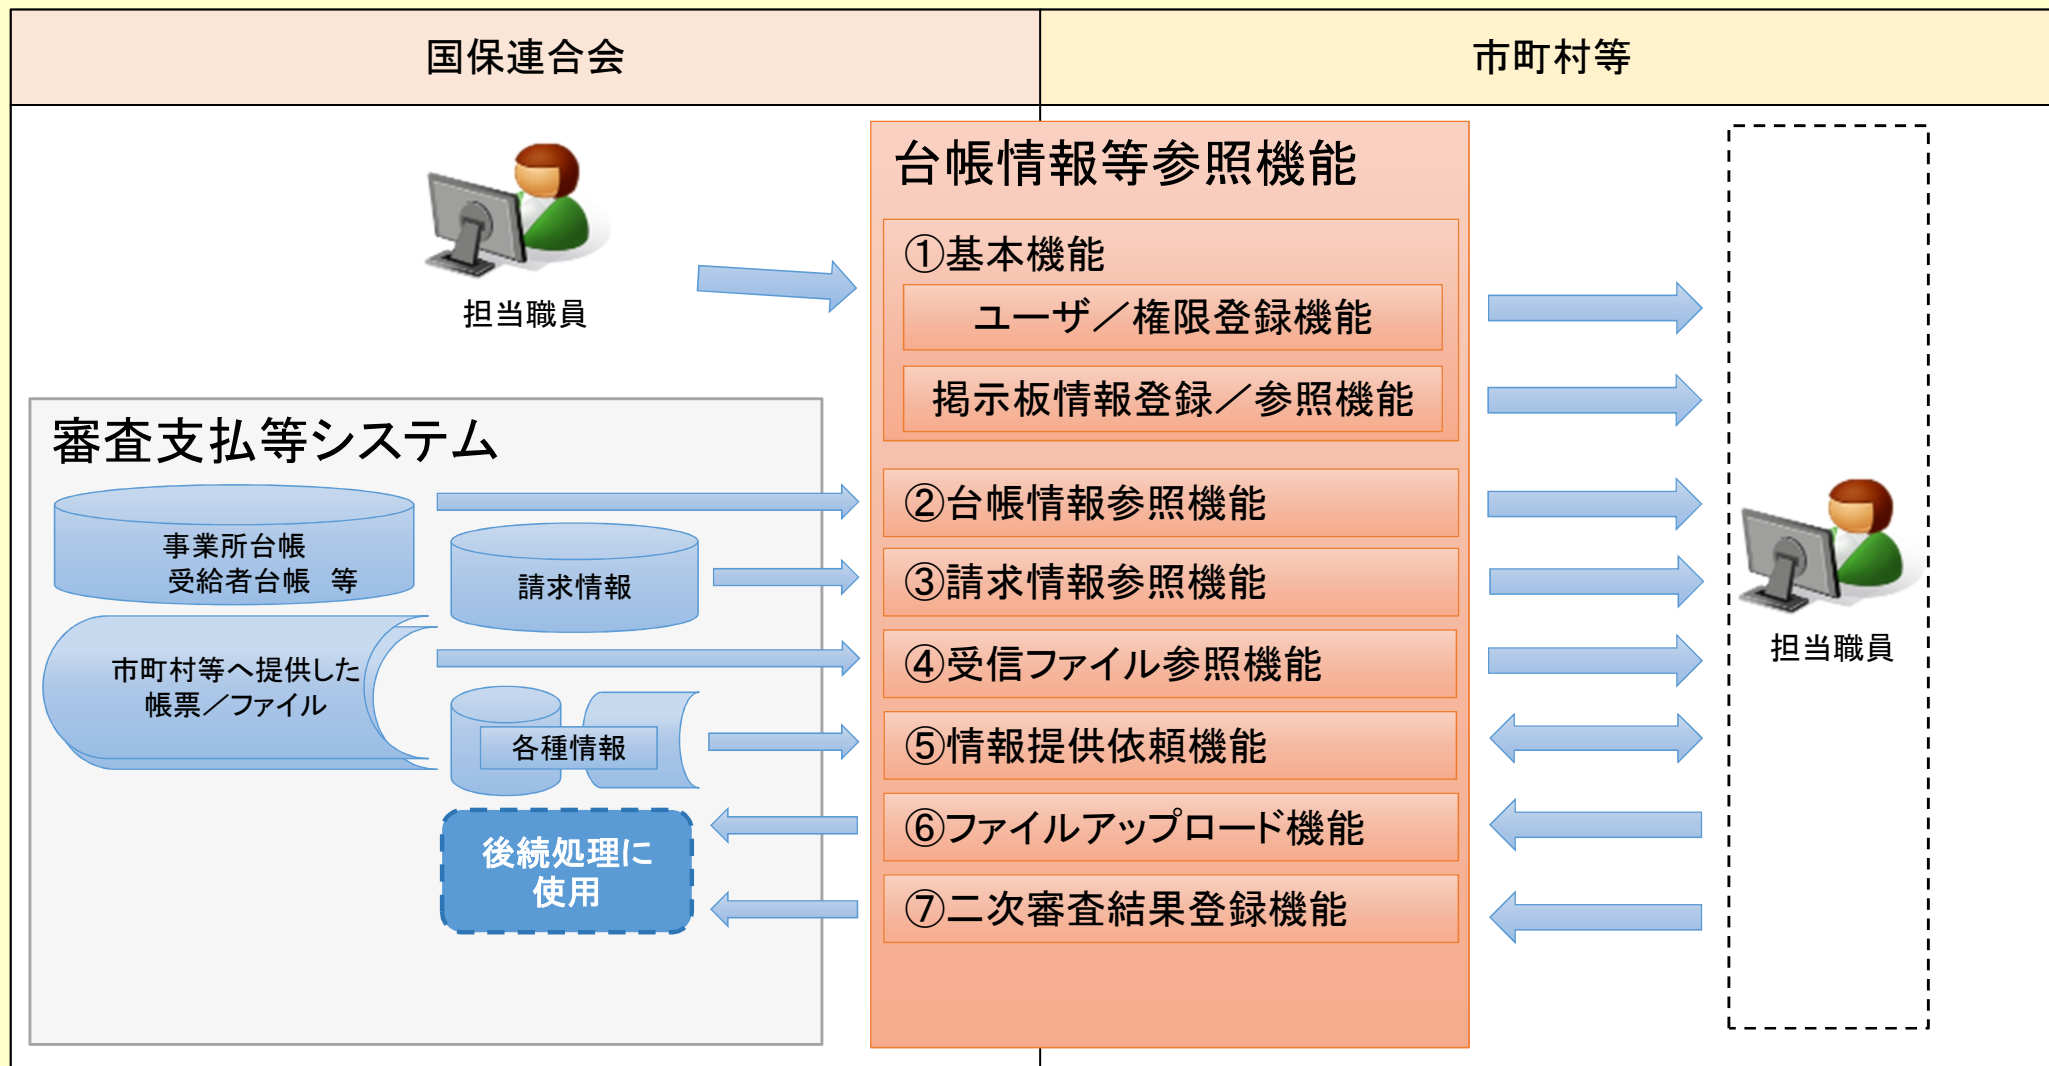 国保連合会
市町村等
担当職員
台帳情報等参照機能
①基本機能
ユーザ／権限登録機能
掲示板情報登録／参照機能
②台帳情報参照機能
③請求情報参照機能
④受信ファイル参照機能
⑤情報提供依頼機能
⑥ファイルアップロード機能
⑦二次審査結果登録機能
審査支払等システム
事業所台帳
受給者台帳　等
請求情報
市町村等へ提供した
帳票／ファイル
各種情報
後続処理に
使用
担当職員